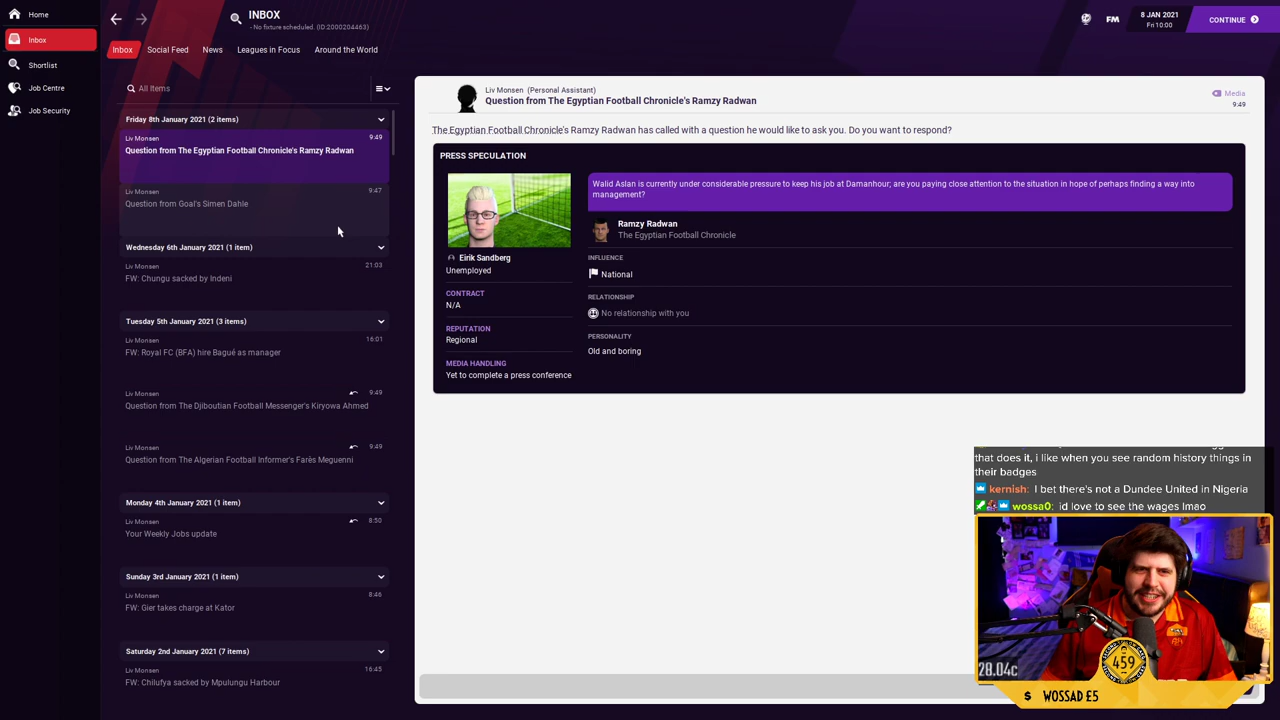 Home
Inbox
Shortlist
Job Centre
Job Security
INBOX
- No fixture scheduled. (ID:2000204463)
FM
8 JAN 2021
Fri 10:00
CONTINUE
Inbox
Social Feed
News
Leagues in Focus
Around the World
All Items
Friday 8th January 2021 (2 items)
Liv Monsen
9:49
Question from The Egyptian Football Chronicle's Ramzy Radwan
Liv Monsen
9:47
Question from Goal's Simen Dahle
Wednesday 6th January 2021 (1 item)
Liv Monsen
21:03
FW: Chungu sacked by Indeni
Tuesday 5th January 2021 (3 items)
Liv Monsen
16:01
FW: Royal FC (BFA) hire Bagué as manager
Liv Monsen
9:49
Question from The Djiboutian Football Messenger's Kiryowa Ahmed
Liv Monsen
9:49
Question from The Algerian Football Informer's Farès Meguenni
Monday 4th January 2021 (1 item)
Liv Monsen
8:50
Your Weekly Jobs update
Sunday 3rd January 2021 (1 item)
Liv Monsen
8:46
FW: Gier takes charge at Kator
Saturday 2nd January 2021 (7 items)
Liv Monsen
16:45
FW: Chilufya sacked by Mpulungu Harbour
Liv Monsen (Personal Assistant)
Question from The Egyptian Football Chronicle's Ramzy Radwan
Media
9:49
The Egyptian Football Chronicle's Ramzy Radwan has called with a question he would like to ask you. Do you want to respond?
PRESS SPECULATION
Eirik Sandberg
Unemployed
CONTRACT
N/A
REPUTATION
Regional
MEDIA HANDLING
Yet to complete a press conference
Walid Aslan is currently under considerable pressure to keep his job at Damanhour; are you paying close attention to the situation in hope of perhaps finding a way into
management?
Ramzy Radwan
The Egyptian Football Chronicle
INFLUENCE
National
RELATIONSHIP
No relationship with you
PERSONALITY
Old and boring
that does it, i like when you see random history things in
their badges
kernish: I bet there's not a Dundee United in Nigeria
wossa0: id love to see the wages lmao
28.04c
459
$ WOSSAD £5